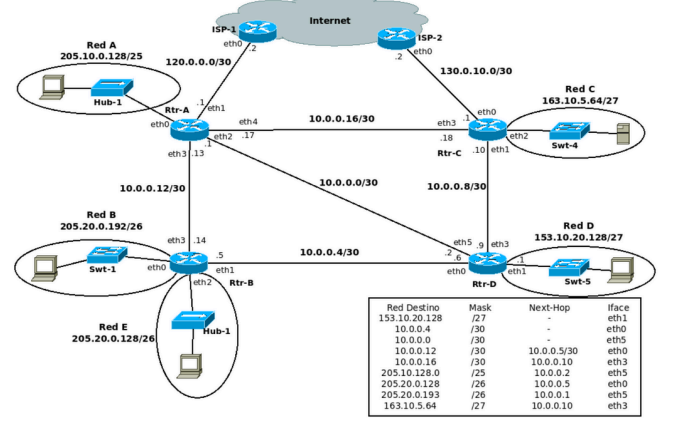 Internet
ISP-1
ISP-2
eth0
.2
eth0
.2
Red A
205.10.0.128/25
120.0.0.0/30
130.0.10.0/30
Red C
163.10.5.64/27
Hub-1
Rtr-A
.1
eth1
eth0
eth4
.17
10.0.0.16/30
eth3
.18
.1
eth0
eth2
Swt-4
eth2
.1
eth3
.13
Rtr-C
.10
eth1
10.0.0.12/30
10.0.0.0/30
10.0.0.8/30
Red B
205.20.0.192/26
Red D
153.10.20.128/27
eth3
.14
10.0.0.4/30
eth5
.2
.9
eth3
Swt-1
eth0
.5
eth1
.6
eth0
.1
eth1
Swt-5
eth2
Rtr-B
Rtr-D
Red E
205.20.0.128/26
Hub-1
Red Destino Mask Next-Hop Iface
153.10.20.128 /27 - eth1
10.0.0.4 /30 - eth0
10.0.0.0 /30 - eth5
10.0.0.12 /30 10.0.0.5/30 eth0
10.0.0.16 /30 10.0.0.10 eth3
205.10.128.0 /25 10.0.0.2 eth5
205.20.0.128 /26 10.0.0.5 eth0
205.20.0.193 /26 10.0.0.1 eth5
163.10.5.64 /27 10.0.0.10 eth3